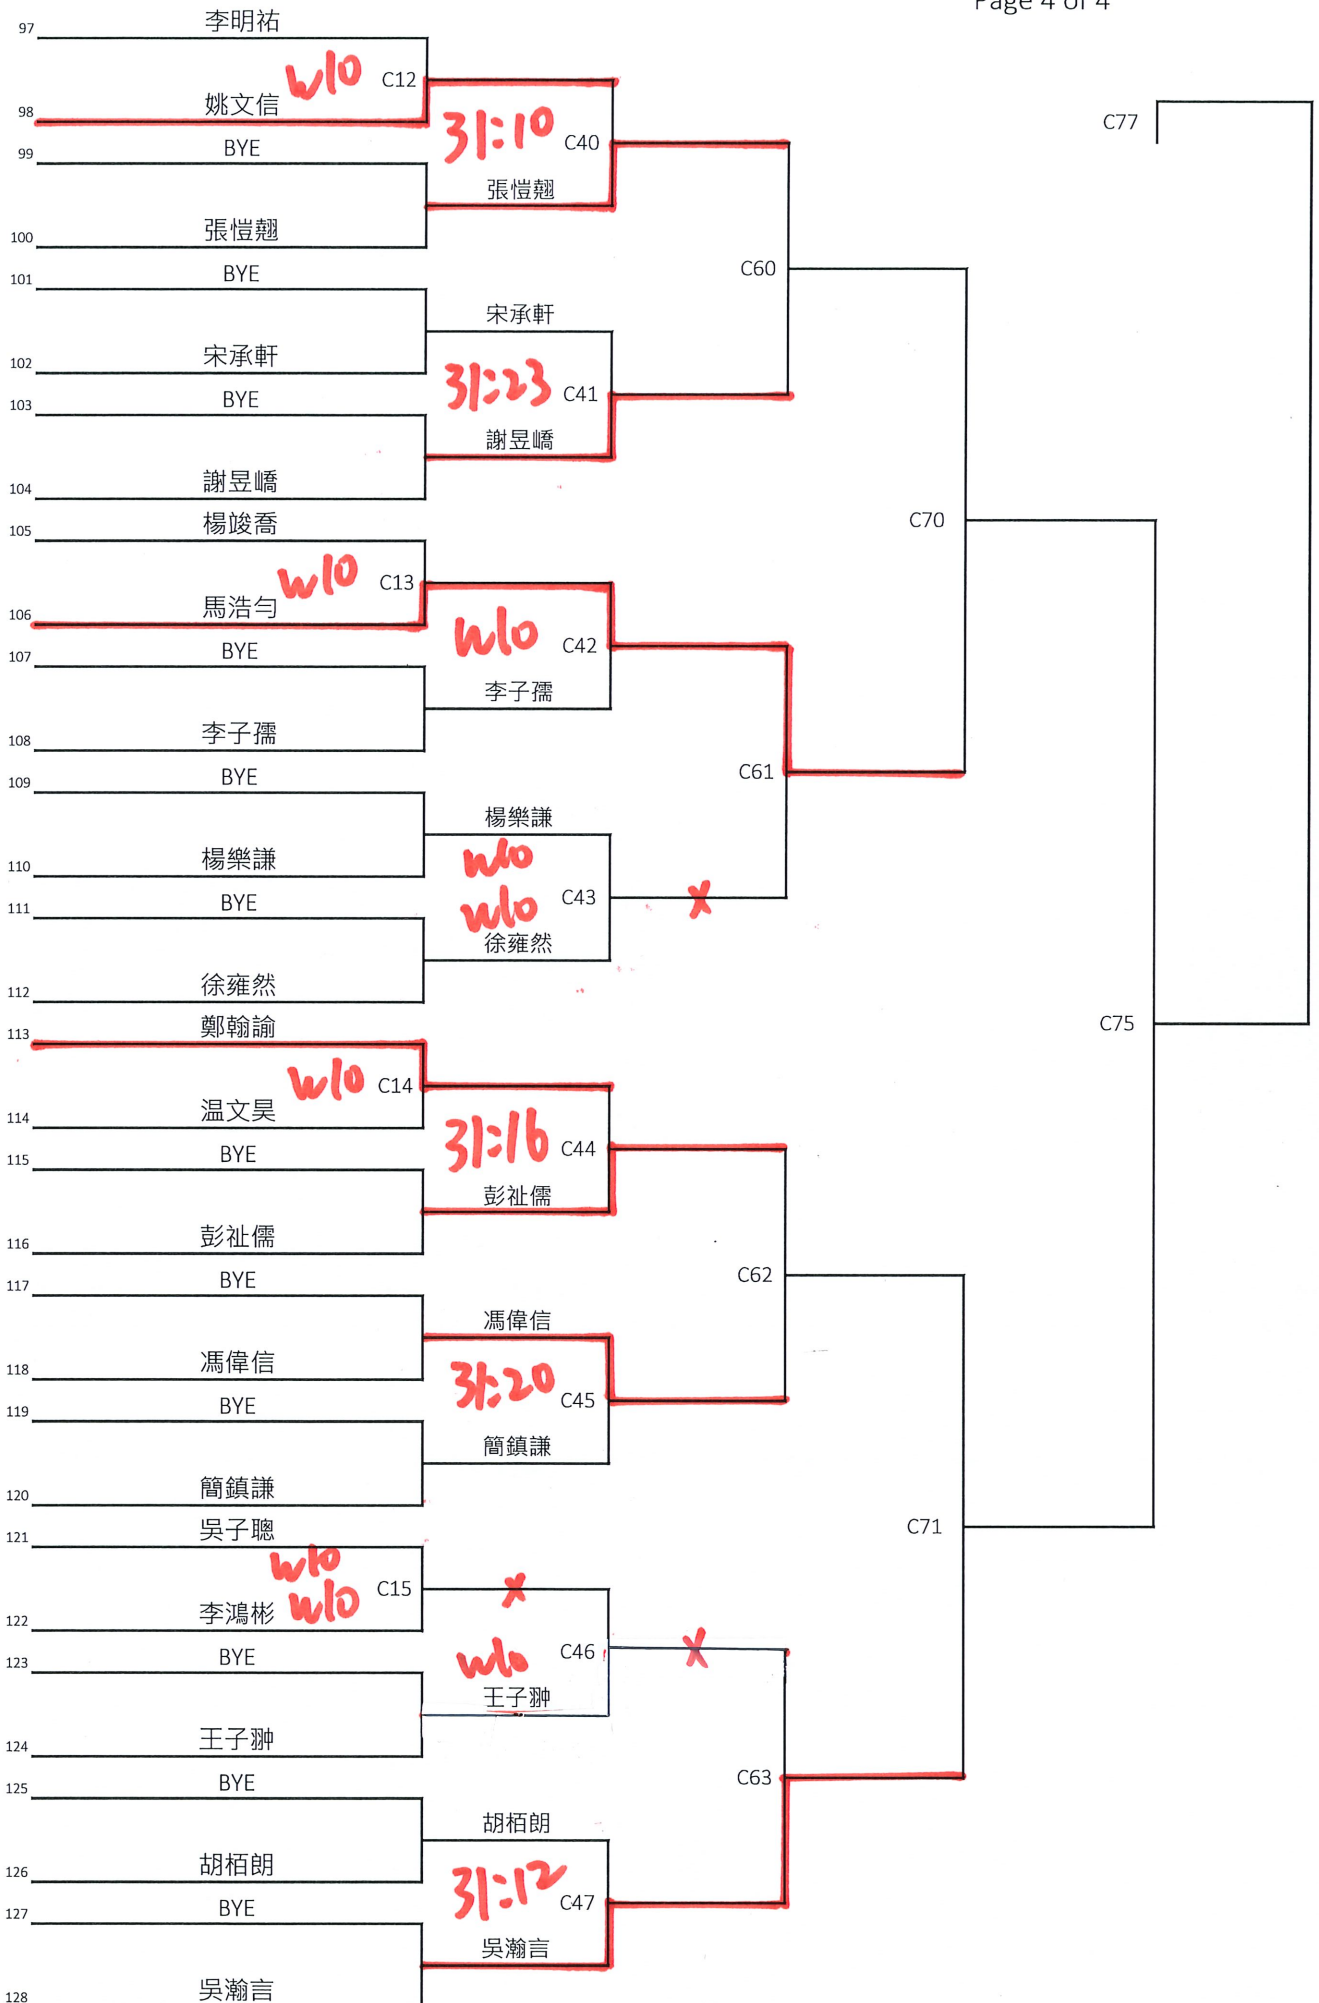 Page 4 of 4
97 李明祐
w/o C12
98 姚文信
31:10 C40
99 BYE
張愷翹
100 張愷翹
C77
101 BYE
C60
宋承軒
102 宋承軒
31:23 C41
103 BYE
謝昱嶠
104 謝昱嶠
105 楊竣喬
C70
w/o C13
106 馬浩勻
w/o C42
107 BYE
李子孺
108 李子孺
109 BYE
C61
楊樂謙
110 楊樂謙
w/o
111 BYE
w/o C43 x
徐雍然
112 徐雍然
113 鄭翰諭
C75
w/o C14
114 温文昊
31:16 C44
115 BYE
彭祉儒
116 彭祉儒
117 BYE
C62
馮偉信
118 馮偉信
31:20 C45
119 BYE
簡鎮謙
120 簡鎮謙
121 吳子聰
C71
w/o
w/o C15 x
122 李鴻彬
w/o C46 x
123 BYE
王子翀
124 王子翀
125 BYE
C63
胡栢朗
126 胡栢朗
31:12 C47
127 BYE
吳瀚言
128 吳瀚言